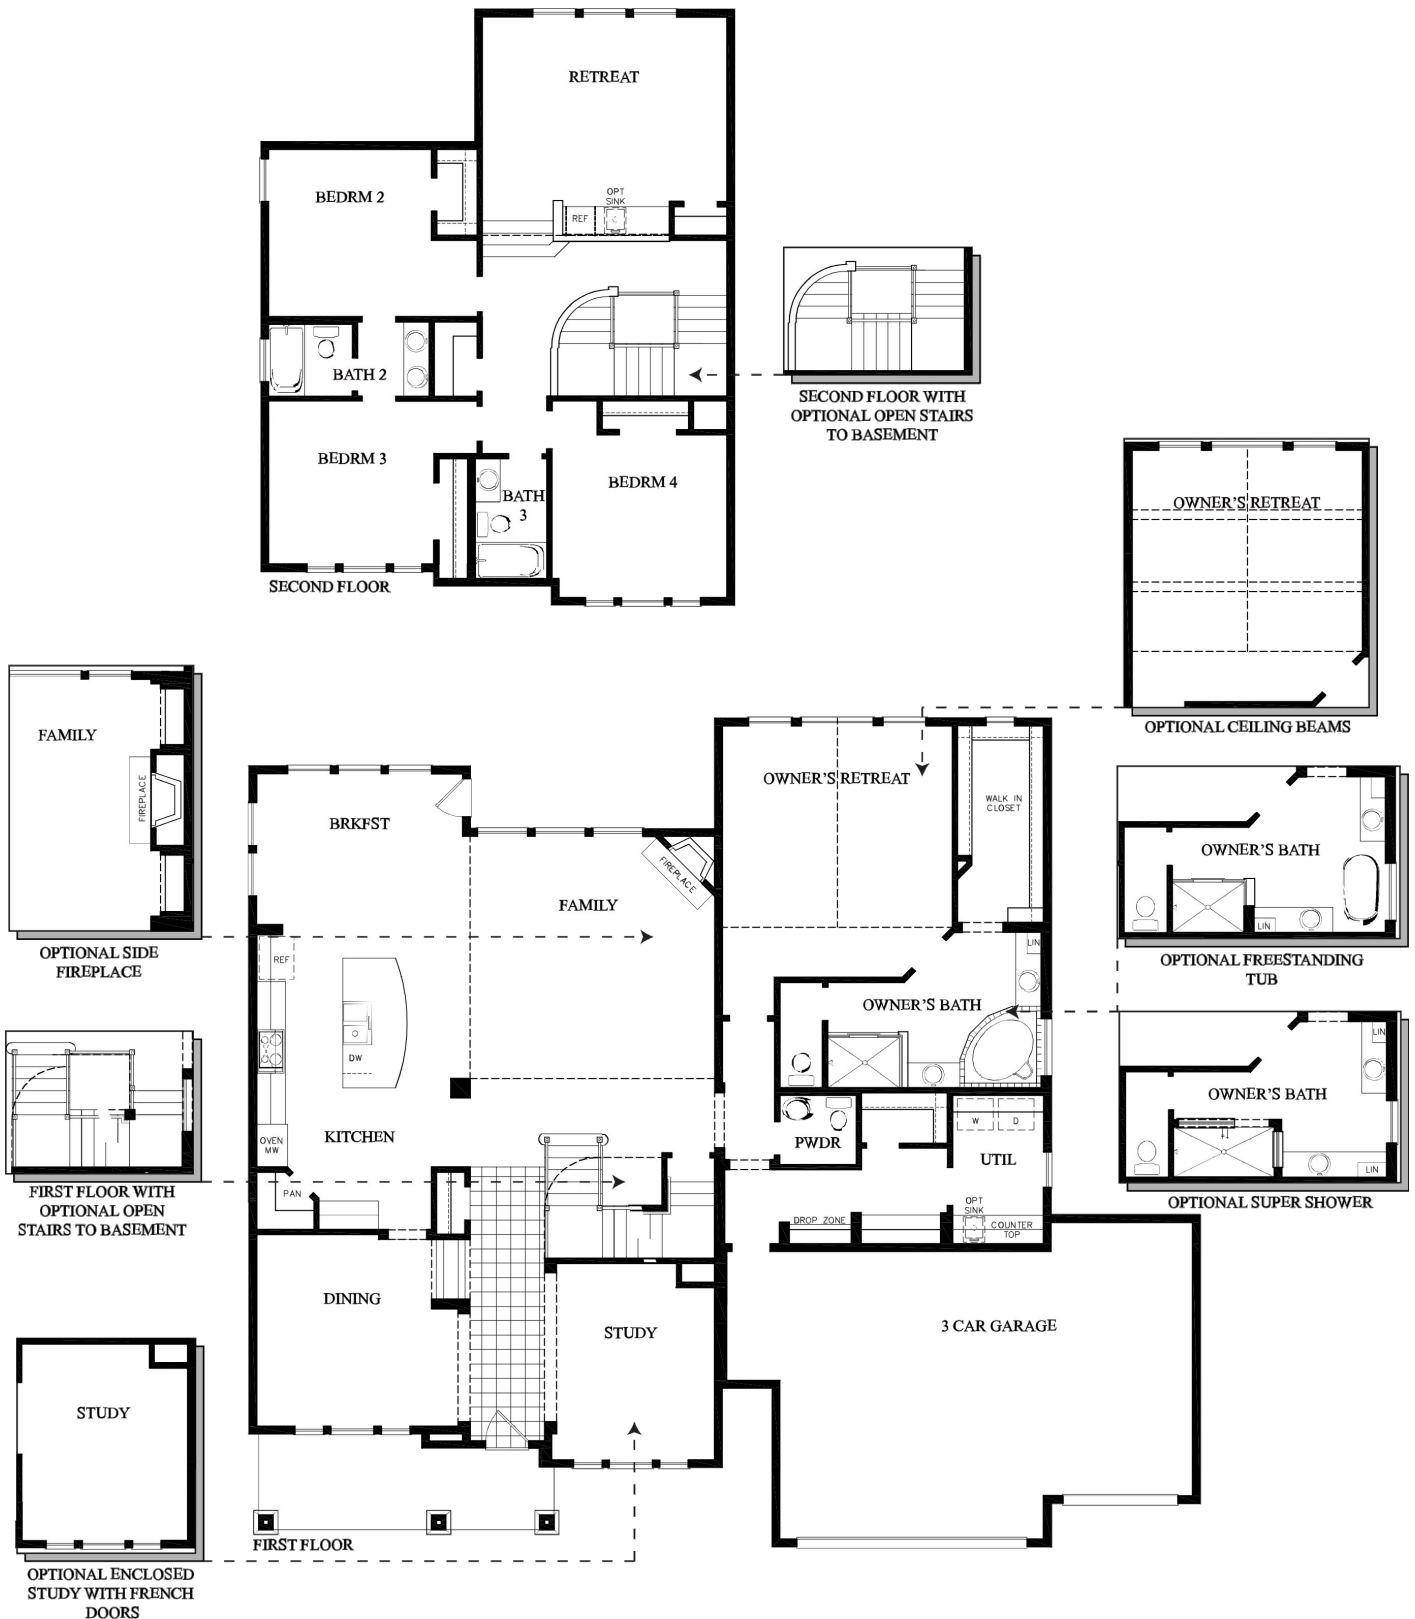 RETREAT
BEDRM 2
OPT
SINK
REF
BATH 2
SECOND FLOOR WITH
OPTIONAL OPEN STAIRS
TO BASEMENT
BEDRM 3
BATH
3
BEDRM 4
SECOND FLOOR
OWNER'S RETREAT
OPTIONAL CEILING BEAMS
FAMILY
FIREPLACE
OPTIONAL SIDE
FIREPLACE
BRKFST
FAMILY
FIREPLACE
OWNER'S RETREAT
WALK IN
CLOSET
OWNER'S BATH
LIN
OPTIONAL FREESTANDING
TUB
REF
DW
OVEN
MW
KITCHEN
PAN
LIN
OWNER'S BATH
PWDR
W
D
UTIL
OPT
SINK
COUNTER
TOP
DROP ZONE
LIN
OWNER'S BATH
LIN
OPTIONAL SUPER SHOWER
FIRST FLOOR WITH
OPTIONAL OPEN
STAIRS TO BASEMENT
DINING
STUDY
3 CAR GARAGE
STUDY
FIRST FLOOR
OPTIONAL ENCLOSED
STUDY WITH FRENCH
DOORS